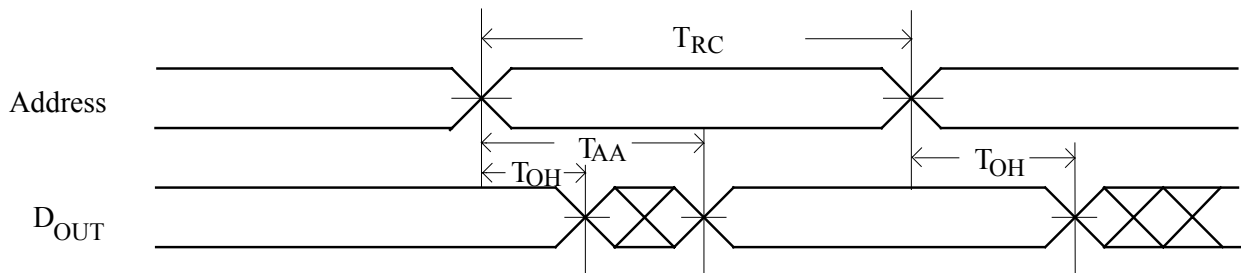 TRC
Address
TAA
TOH
TOH
DOUT